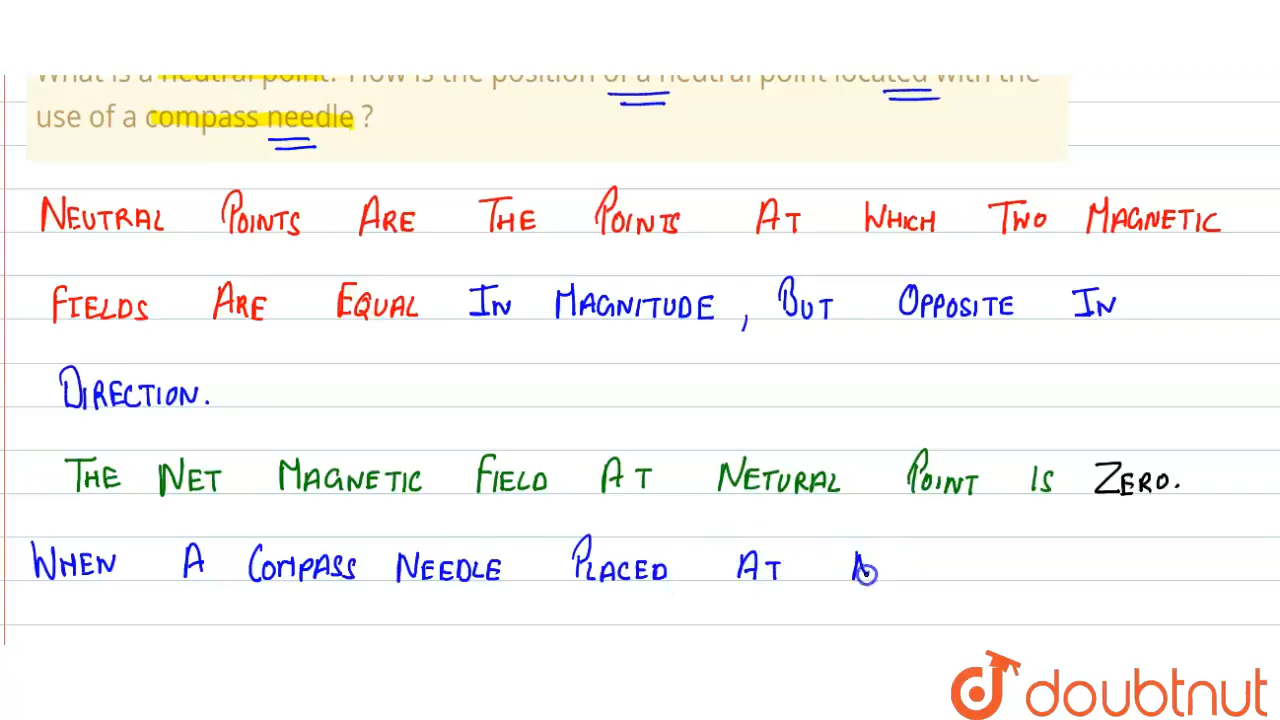 What is a neutral point? How is the position of a neutral point located with the
use of a compass needle ?
NEUTRAL POINTS ARE THE POINTS AT WHICH TWO MAGNETIC
FIELDS ARE EQUAL IN MAGNITUDE, BUT OPPOSITE IN
DIRECTION.
THE NET MAGNETIC FIELD AT NETURAL POINT IS ZERO.
WHEN A COMPASS NEEDLE PLACED AT
doubtnut